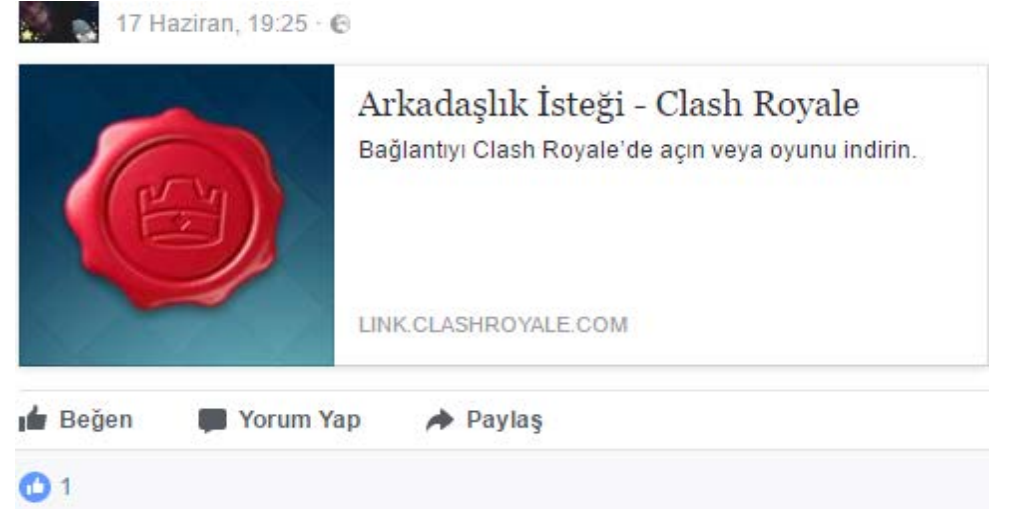 17 Haziran, 19:25 ·
Arkadaşlık İsteği - Clash Royale
Bağlantıyı Clash Royale'de açın veya oyunu indirin.
LINK.CLASHROYALE.COM
Beğen Yorum Yap Paylaş
1